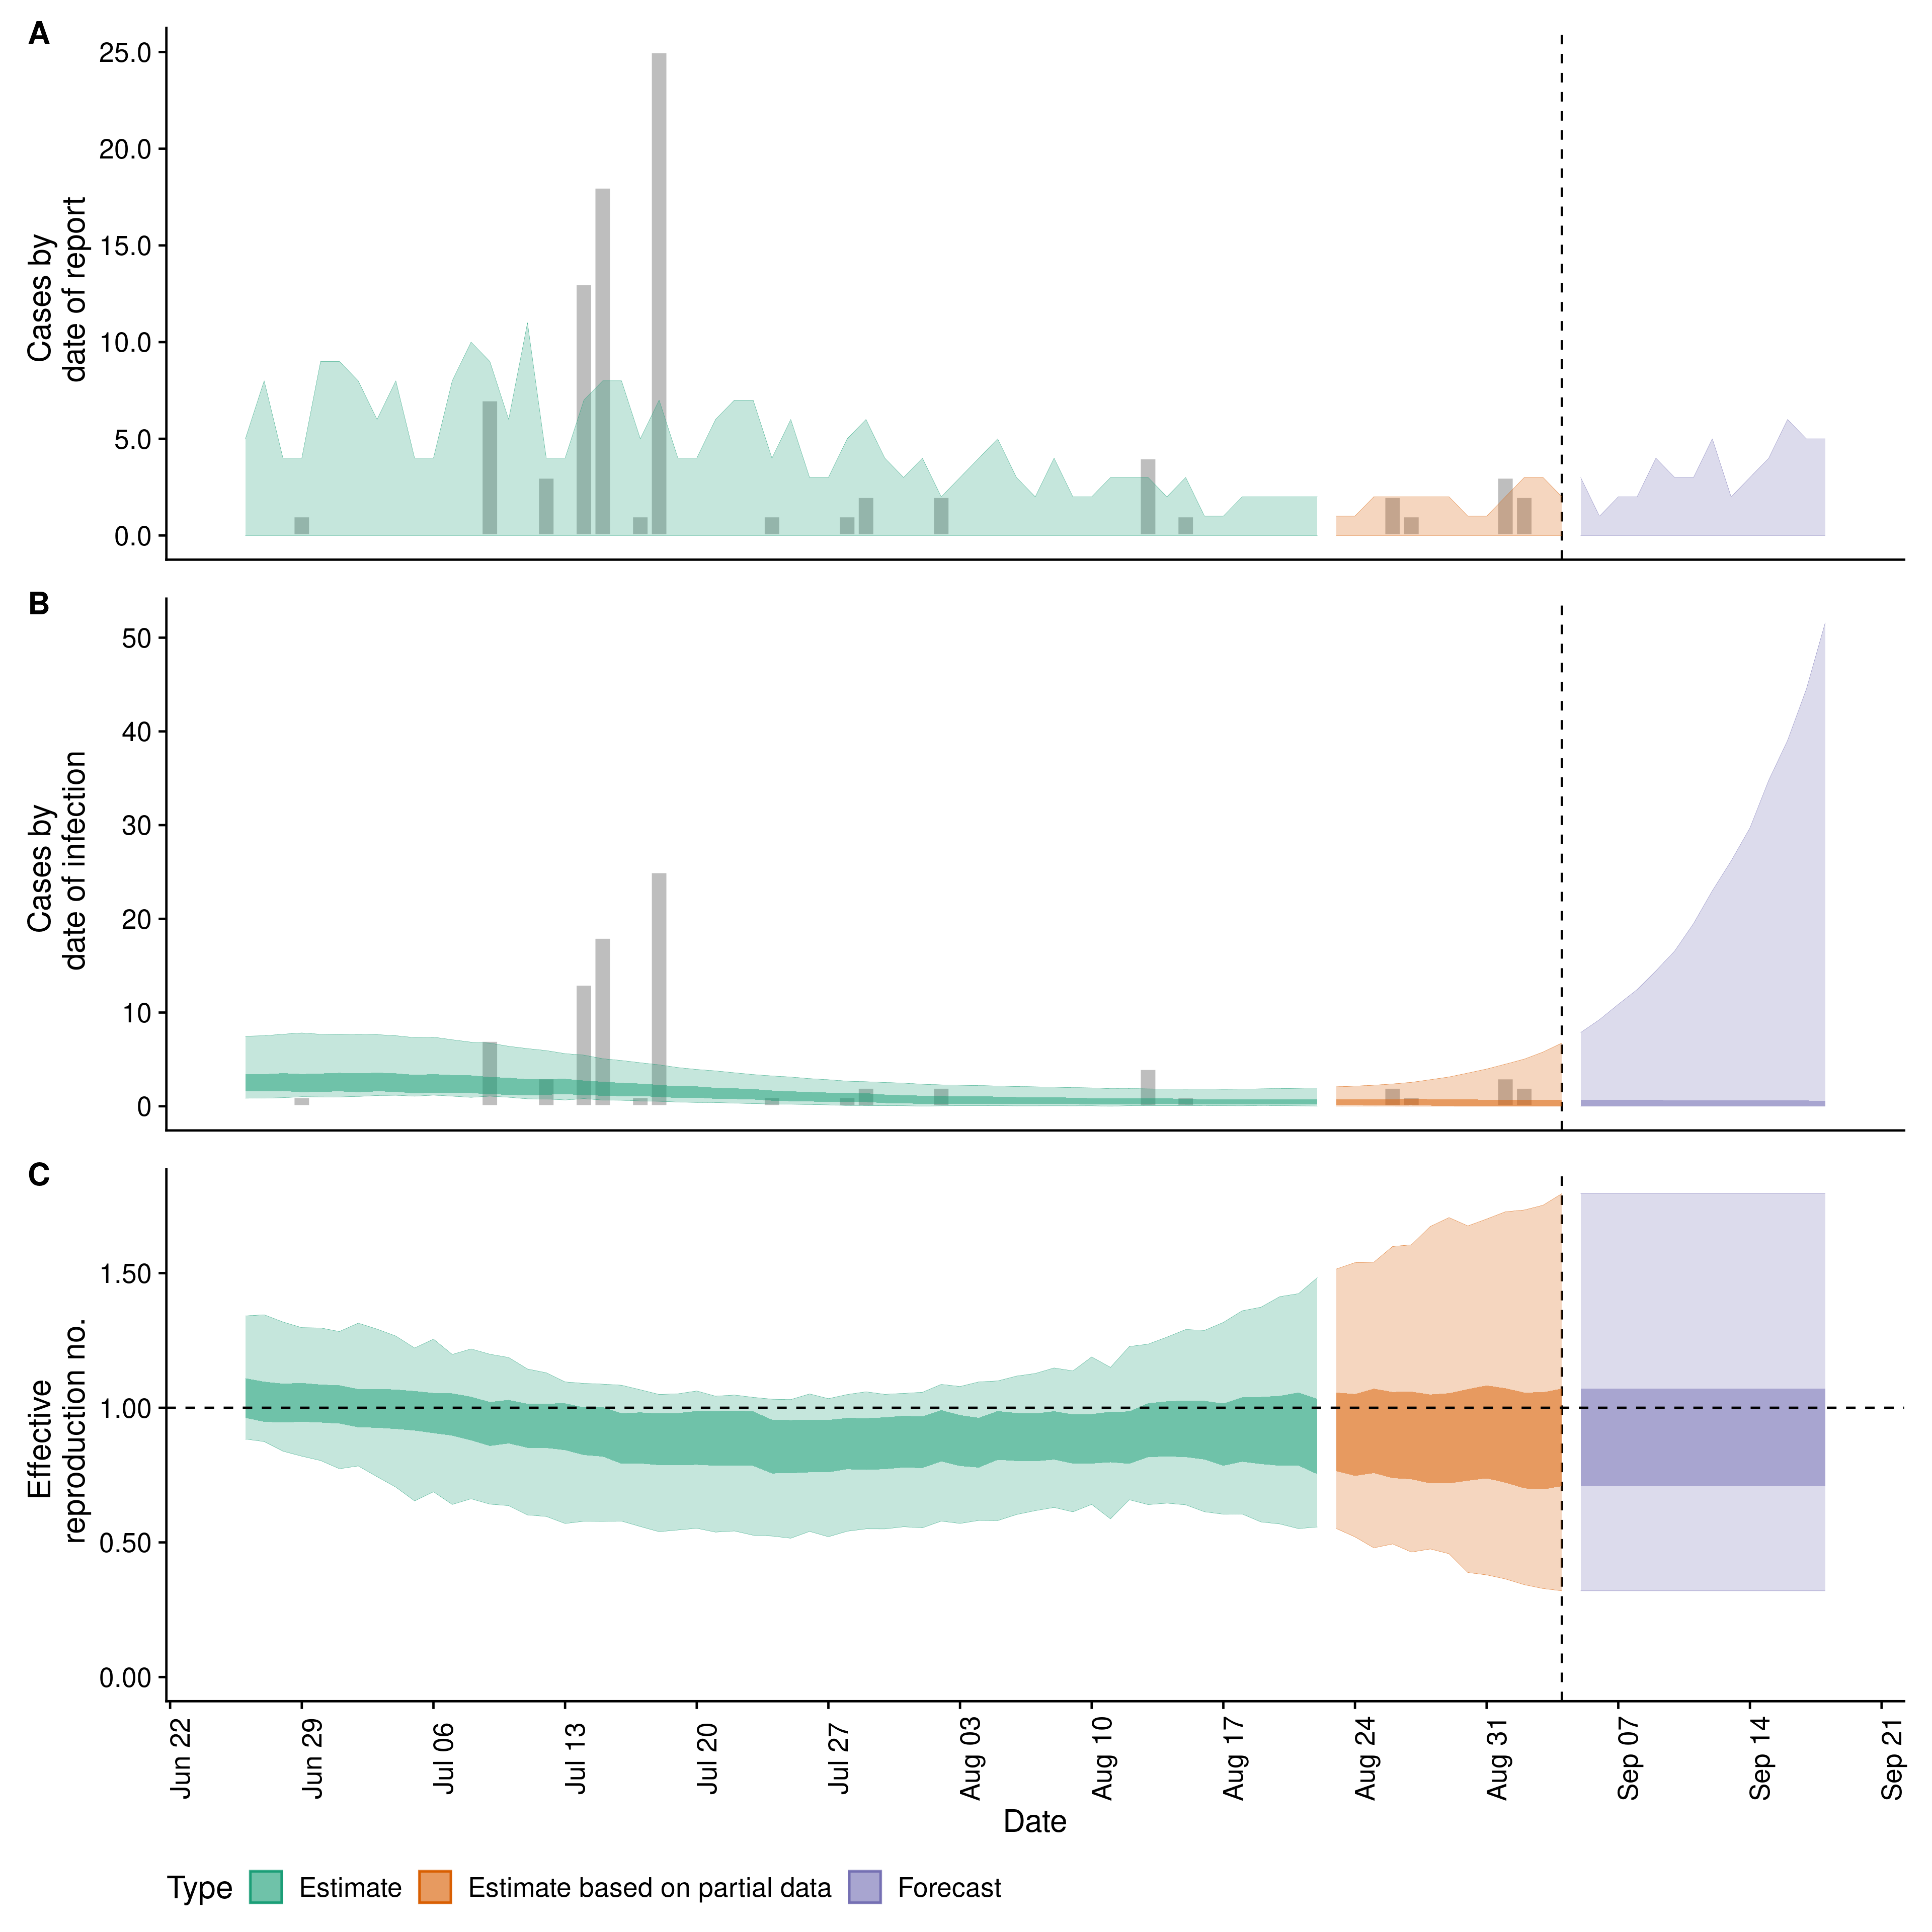 A
Cases by
date of report
25.0
20.0
15.0
10.0
5.0
0.0
B
Cases by
date of infection
50
40
30
20
10
0
C
Effective
reproduction no.
1.50
1.00
0.50
0.00
Jun 22
Jun 29
Jul 06
Jul 13
Jul 20
Jul 27
Aug 03
Aug 10
Aug 17
Aug 24
Aug 31
Sep 07
Sep 14
Sep 21
Date
Type Estimate Estimate based on partial data Forecast